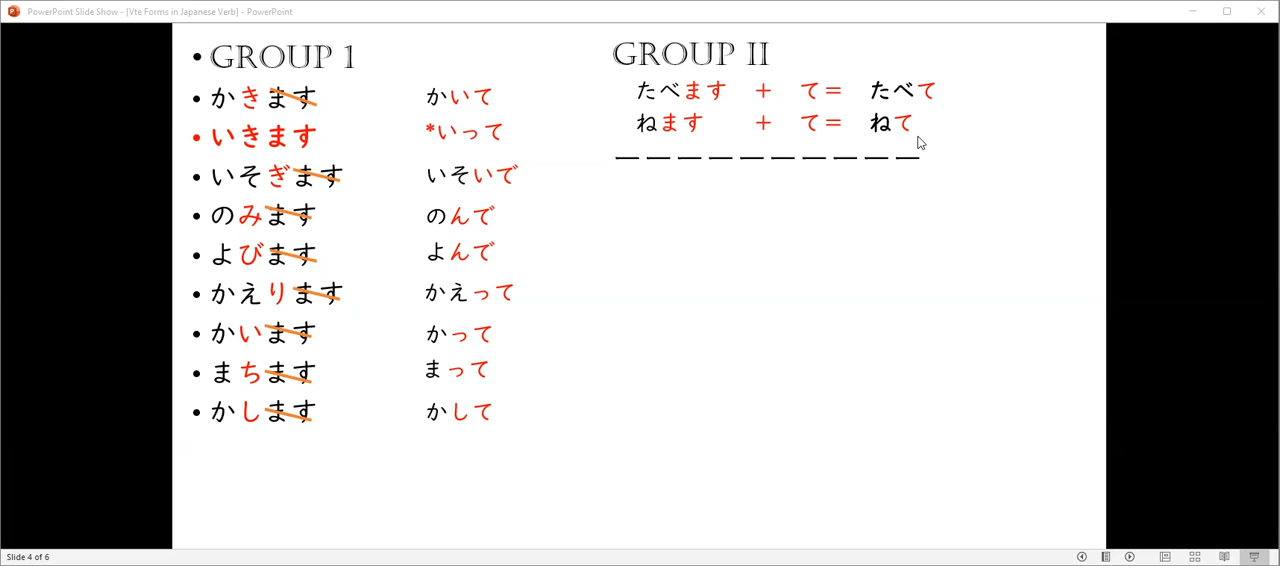 PowerPoint Slide Show - [Vte Forms in Japanese Verb] - PowerPoint
• GROUP 1
• かきます かいて
• いきます *いって
• いそぎます いそいで
• のみます のんで
• よびます よんで
• かえります かえって
• かいます かって
• まちます まって
• かします かして
GROUP II
たべます + て= たべて
ねます + て= ねて
Slide 4 of 6